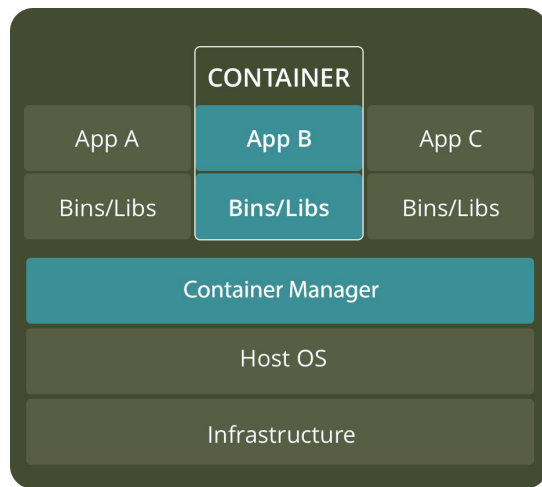 CONTAINER
App A
App B
App C
Bins/Libs
Bins/Libs
Bins/Libs
Container Manager
Host OS
Infrastructure